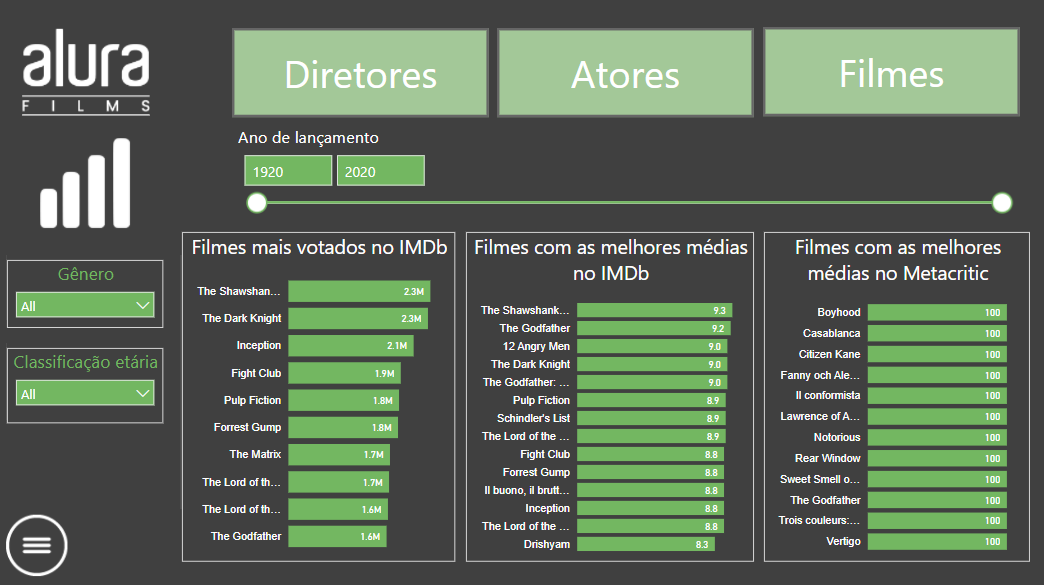 alura
FILMS
Diretores
Atores
Filmes
Ano de lançamento
1920
2020
Gênero
All
Classificação etária
All
Filmes mais votados no IMDb
The Shawshan... 2.3M
The Dark Knight 2.3M
Inception 2.1M
Fight Club 1.9M
Pulp Fiction 1.8M
Forrest Gump 1.8M
The Matrix 1.7M
The Lord of th... 1.7M
The Lord of th... 1.6M
The Godfather 1.6M
Filmes com as melhores médias
no IMDb
The Shawshank... 9.3
The Godfather 9.2
12 Angry Men 9.0
The Dark Knight 9.0
The Godfather: ... 9.0
Pulp Fiction 8.9
Schindler's List 8.9
The Lord of the ... 8.9
Fight Club 8.8
Forrest Gump 8.8
Il buono, il brutt... 8.8
Inception 8.8
The Lord of the ... 8.8
Drishyam 8.3
Filmes com as melhores
médias no Metacritic
Boyhood 100
Casablanca 100
Citizen Kane 100
Fanny och Ale... 100
Il conformista 100
Lawrence of A... 100
Notorious 100
Rear Window 100
Sweet Smell o... 100
The Godfather 100
Trois couleurs:... 100
Vertigo 100